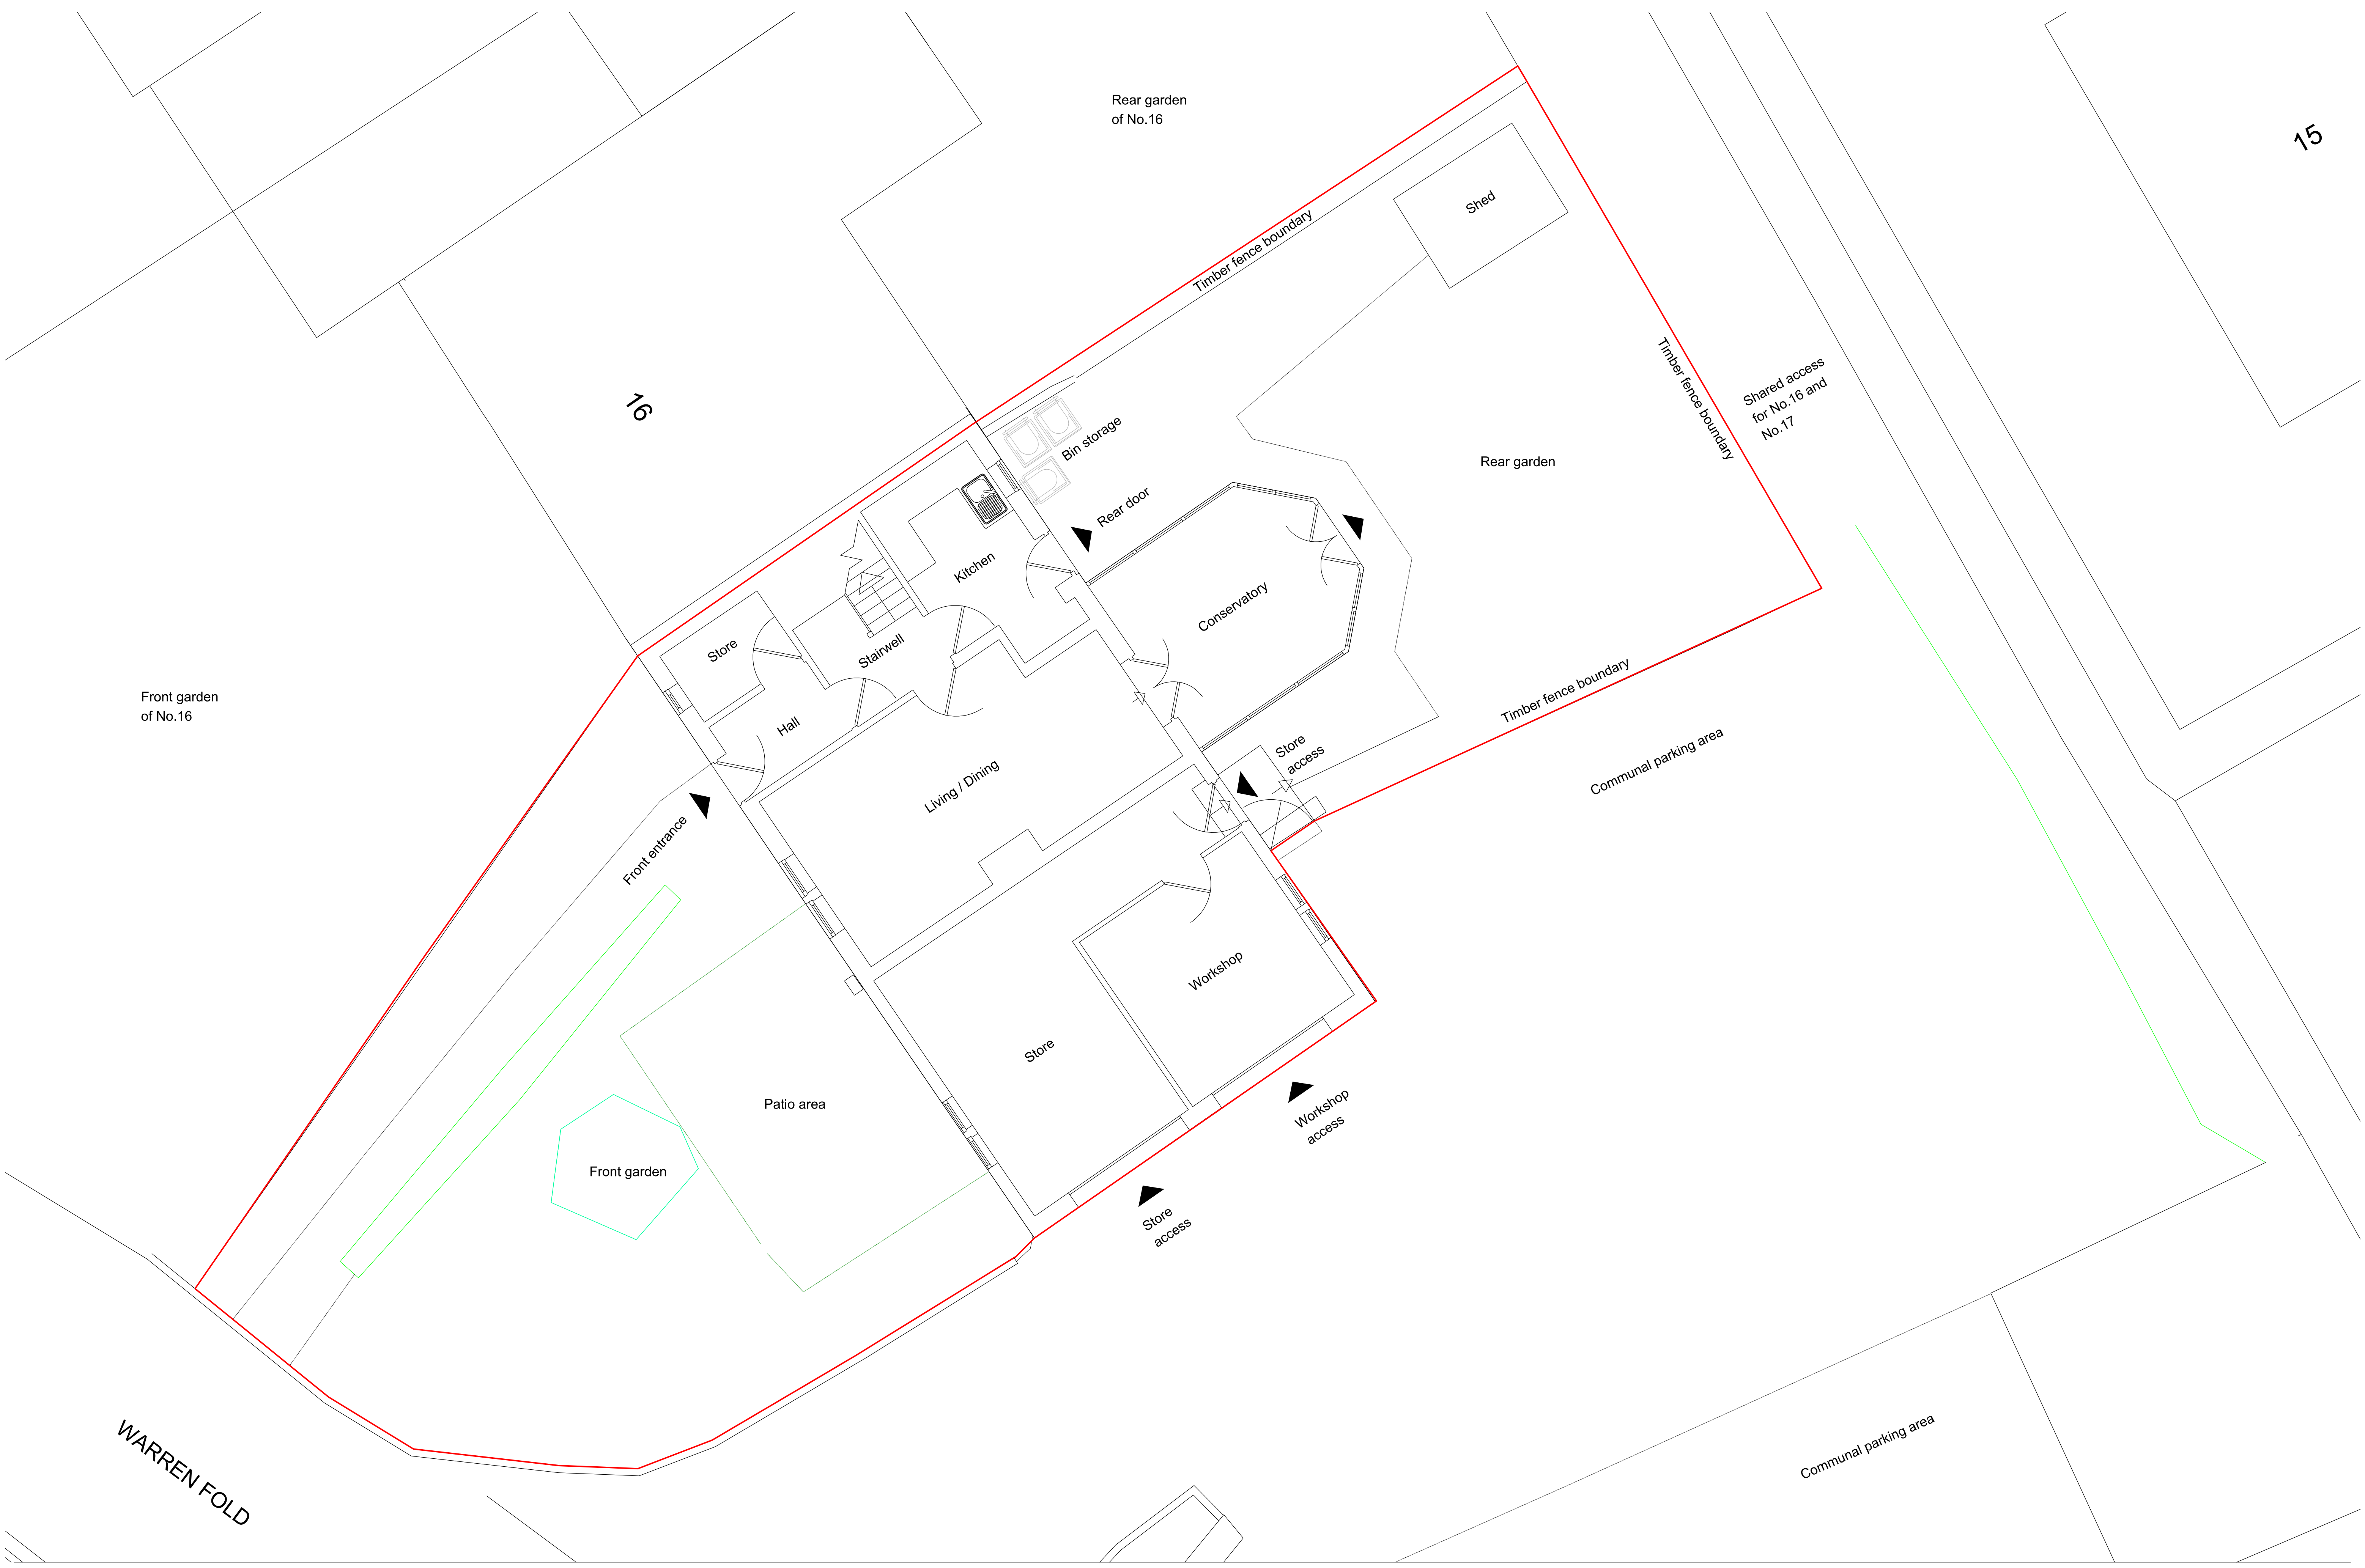 Rear garden
of No.16
15
Shed
Timber fence boundary
Timber fence boundary
Shared access
for No.16 and
No.17
16
Bin storage
Rear garden
Rear door
Kitchen
Conservatory
Store
Stairwell
Front garden
of No.16
Hall
Timber fence boundary
Store
access
Communal parking area
Living / Dining
Front entrance
Workshop
Store
Patio area
Workshop
access
Front garden
Store
access
Communal parking area
WARREN FOLD